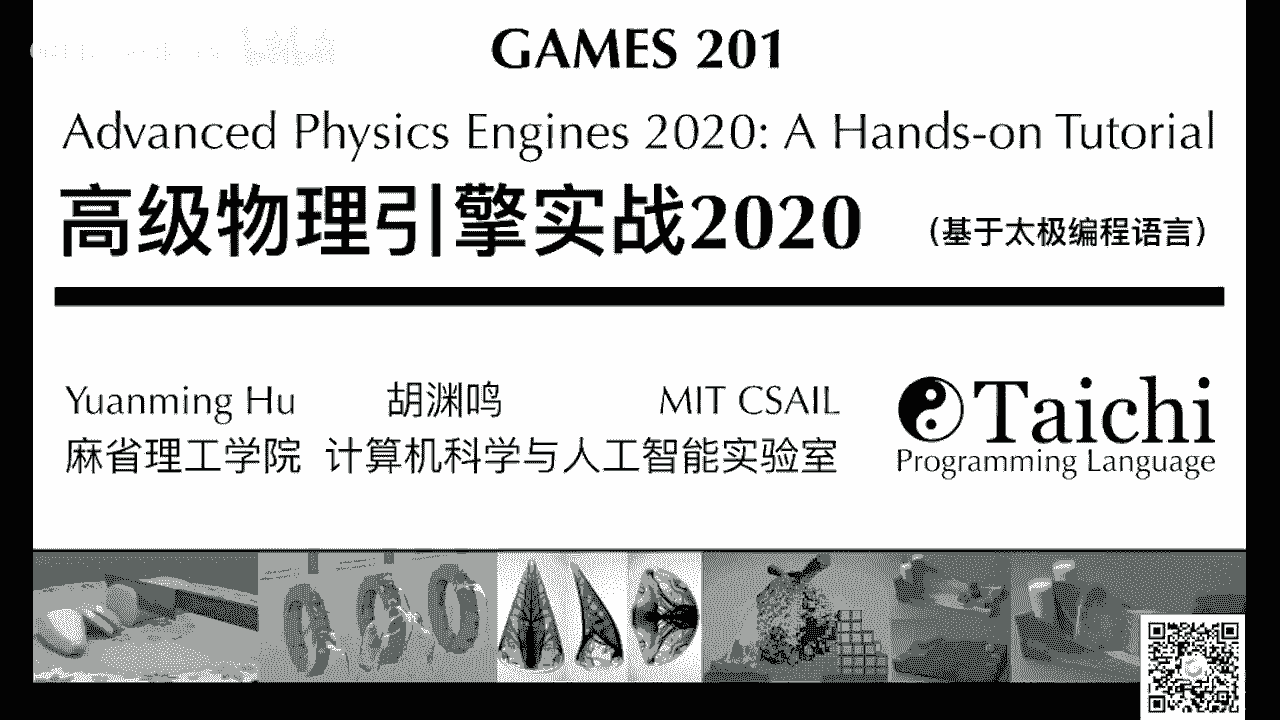 GAMES 201
Advanced Physics Engines 2020: A Hands-on Tutorial
高级物理引擎实战2020 （基于太极编程语言）
Yuanming Hu 胡渊鸣 MIT CSAIL
麻省理工学院 计算机科学与人工智能实验室
Taichi
Programming Language